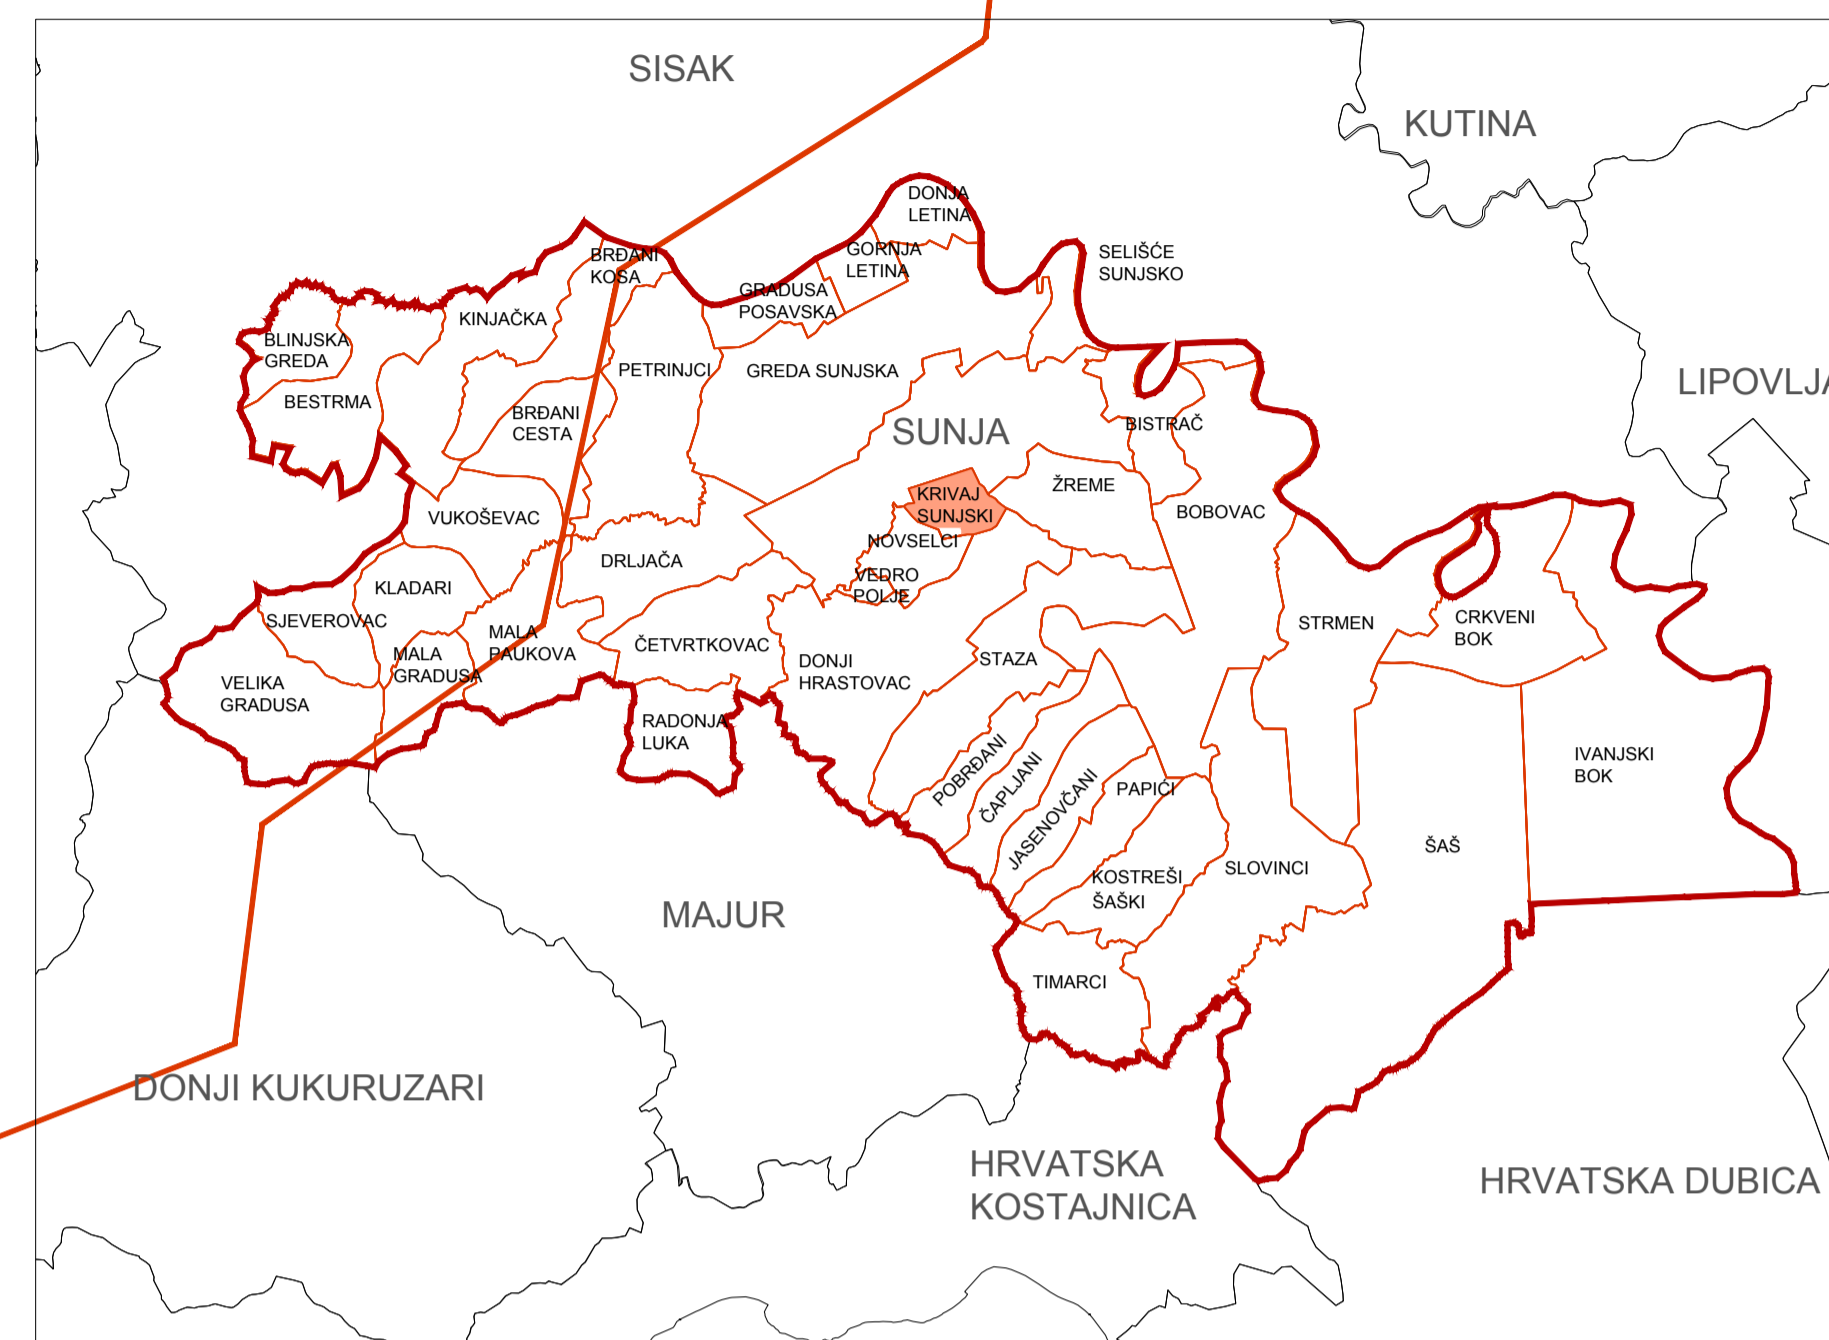 SISAK
KUTINA
DONJA
LETINA
BRĐANI
KOSA
GORNJA
LETINA
SELIŠĆE
SUNJSKO
GRADUSA
POSAVSKA
KINJAČKA
BLINJSKA
GREDA
PETRINJCI
GREDA SUNJSKA
BESTRMA
BRĐANI
CESTA
SUNJA
BISTRAČ
ŽREME
KRIVAJ
SUNJSKI
BOBOVAC
VUKOŠEVAC
NOVSELCI
DRLJAČA
VEDRO
POLJE
KLADARI
SJEVEROVAC
MALA
PAUKOVA
STRMEN
CRKVENI
BOK
MALA
GRADUSA
ČETVRTKOVAC
DONJI
HRASTOVAC
STAZA
VELIKA
GRADUSA
RADONJA
LUKA
POBRĐANI
ČAPLJANI
JASENOVČANI
PAPIĆI
IVANJSKI
BOK
ŠAŠ
KOSTREŠI
ŠAŠKI
SLOVINCI
MAJUR
TIMARCI
DONJI KUKURUZARI
HRVATSKA
KOSTAJNICA
HRVATSKA DUBICA